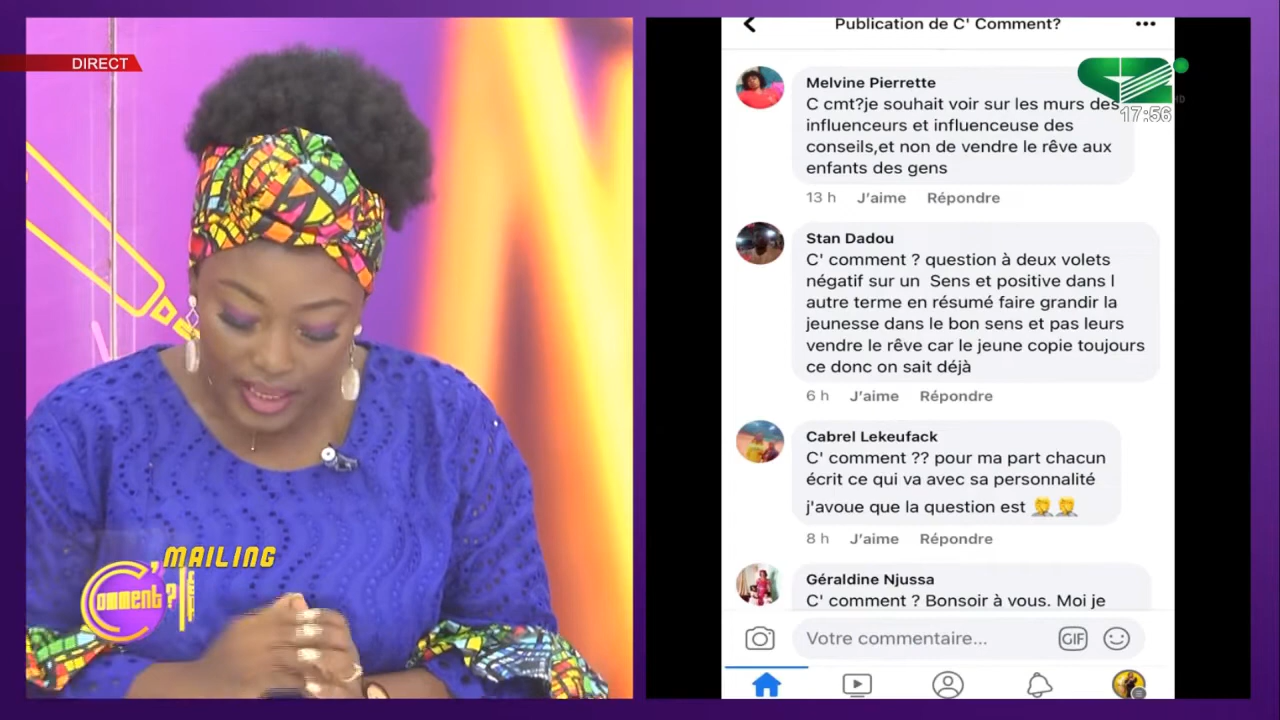 DIRECT
C'
MAILING
Comment ?
Publication de C' Comment?
17:56
HD
Melvine Pierrette
C cmt?je souhait voir sur les murs des
influenceurs et influenceuse des
conseils,et non de vendre le rêve aux
enfants des gens
13 h J'aime Répondre
Stan Dadou
C' comment ? question à deux volets
négatif sur un Sens et positive dans l
autre terme en résumé faire grandir la
jeunesse dans le bon sens et pas leurs
vendre le rêve car le jeune copie toujours
ce donc on sait déjà
6 h J'aime Répondre
Cabrel Lekeufack
C' comment ?? pour ma part chacun
écrit ce qui va avec sa personnalité
j'avoue que la question est 🤦🤦
8 h J'aime Répondre
Géraldine Njussa
C' comment ? Bonsoir à vous. Moi je
Votre commentaire...
GIF